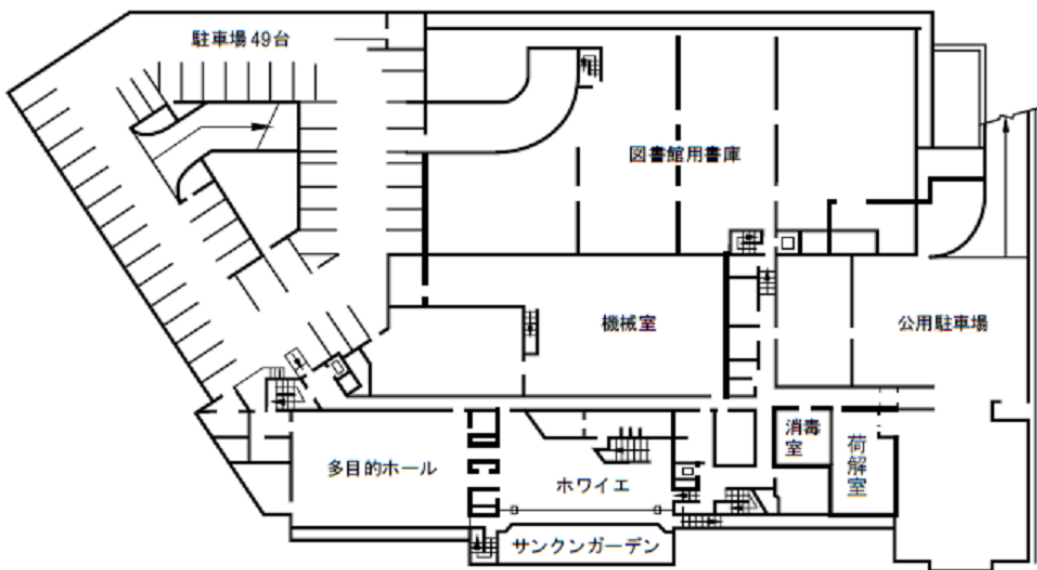 駐車場49台
図書館用書庫
機械室
公用駐車場
消毒
室
荷解室
多目的ホール
ホワイエ
サンクンガーデン